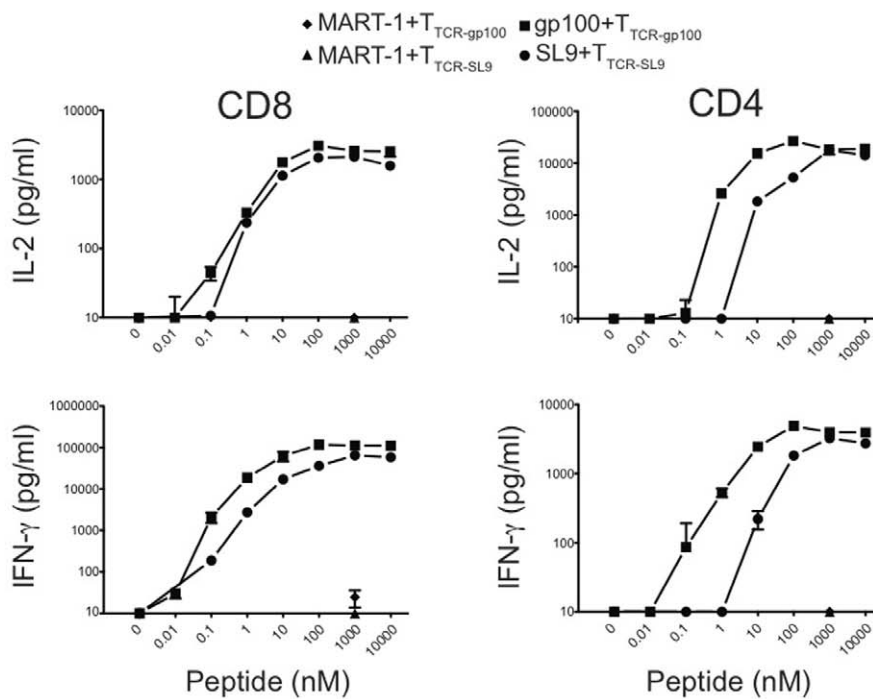 ◆MART-1+T_TCR-gp100 ■gp100+T_TCR-gp100
▲MART-1+T_TCR-SL9 ●SL9+T_TCR-SL9
CD8
IL-2 (pg/ml)
10000
1000
100
10
0 0.01 0.1 1 10 100 1000 10000
CD4
IL-2 (pg/ml)
100000
10000
1000
100
10
0 0.01 0.1 1 10 100 1000 10000
IFN-γ (pg/ml)
1000000
100000
10000
1000
100
10
0 0.01 0.1 1 10 100 1000 10000
Peptide (nM)
IFN-γ (pg/ml)
10000
1000
100
10
0 0.01 0.1 1 10 100 1000 10000
Peptide (nM)